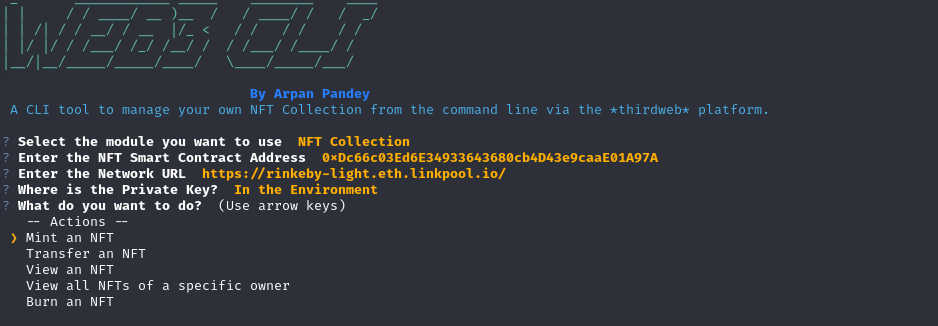 By Arpan Pandey
A CLI tool to manage your own NFT Collection from the command line via the *thirdweb* platform.
? Select the module you want to use NFT Collection
? Enter the NFT Smart Contract Address 0×Dc66c03Ed6E34933643680cb4D43e9caaE01A97A
? Enter the Network URL https://rinkeby-light.eth.linkpool.io/
? Where is the Private Key? In the Environment
? What do you want to do? (Use arrow keys)
-- Actions --
❯ Mint an NFT
Transfer an NFT
View an NFT
View all NFTs of a specific owner
Burn an NFT